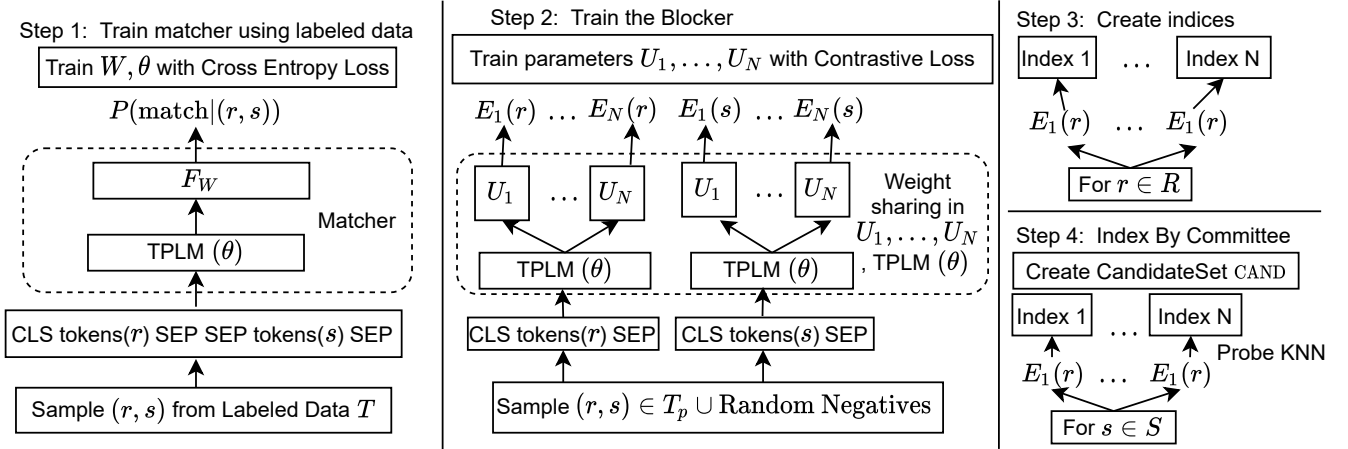 Step 1: Train matcher using labeled data
Train W, θ with Cross Entropy Loss
P(match|(r, s))
F_W
Matcher
TPLM (θ)
CLS tokens(r) SEP SEP tokens(s) SEP
Sample (r, s) from Labeled Data T
Step 2: Train the Blocker
Train parameters U_1, . . . , U_N with Contrastive Loss
E_1(r) ... E_N(r) E_1(s) ... E_N(s)
U_1 ... U_N U_1 ... U_N
Weight
sharing in
U_1, . . . , U_N
, TPLM (θ)
TPLM (θ) TPLM (θ)
CLS tokens(r) SEP CLS tokens(s) SEP
Sample (r, s) ∈ T_p ∪ Random Negatives
Step 3: Create indices
Index 1 ... Index N
E_1(r) ... E_1(r)
For r ∈ R
Step 4: Index By Committee
Create CandidateSet CAND
Index 1 ... Index N
Probe KNN
E_1(r) ... E_1(r)
For s ∈ S